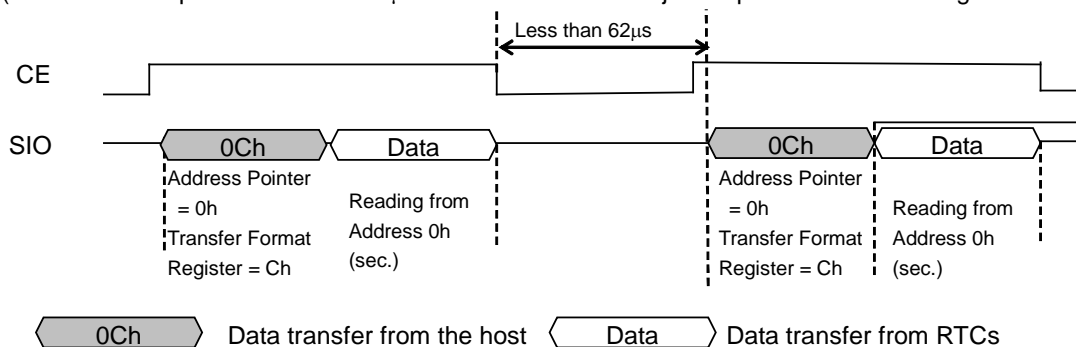 Less than 62μs
CE
SIO
0Ch
Data
0Ch
Data
Address Pointer
= 0h
Transfer Format
Register = Ch
Reading from
Address 0h
(sec.)
Address Pointer
= 0h
Transfer Format
Register = Ch
Reading from
Address 0h
(sec.)
0Ch
Data transfer from the host
Data
Data transfer from RTCs